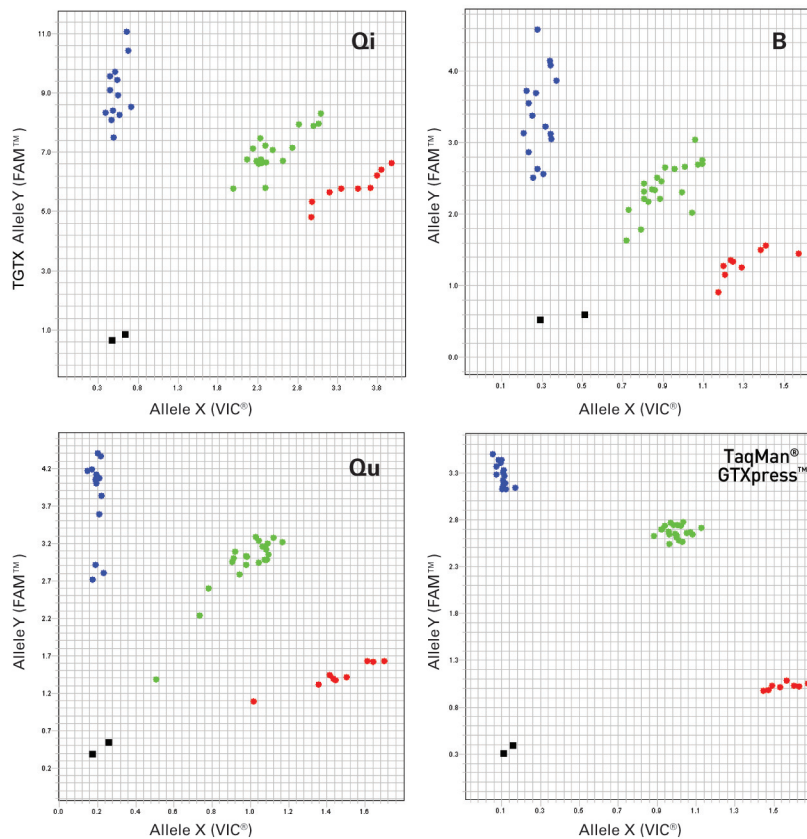 Qi
TGTX Allele Y (FAM™)
11.0
9.0
7.0
5.0
3.0
1.0
0.3 0.8 1.2 1.8 2.3 2.7 3.3 3.8
Allele X (VIC®)
B
Allele Y (FAM™)
4.0
3.0
2.0
1.0
0.0
0.1 0.3 0.5 0.7 0.9 1.1 1.3 1.5
Allele X (VIC®)
Qu
Allele Y (FAM™)
4.2
3.7
3.2
2.7
2.2
1.7
1.2
0.7
0.2
0.0 0.2 0.4 0.6 0.8 1.0 1.2 1.4 1.6
Allele X (VIC®)
TaqMan®
GTXpress™
Allele Y (FAM™)
3.3
2.8
2.3
1.8
1.3
0.8
0.3
0.1 0.3 0.5 0.7 0.9 1.1 1.3 1.5
Allele X (VIC®)